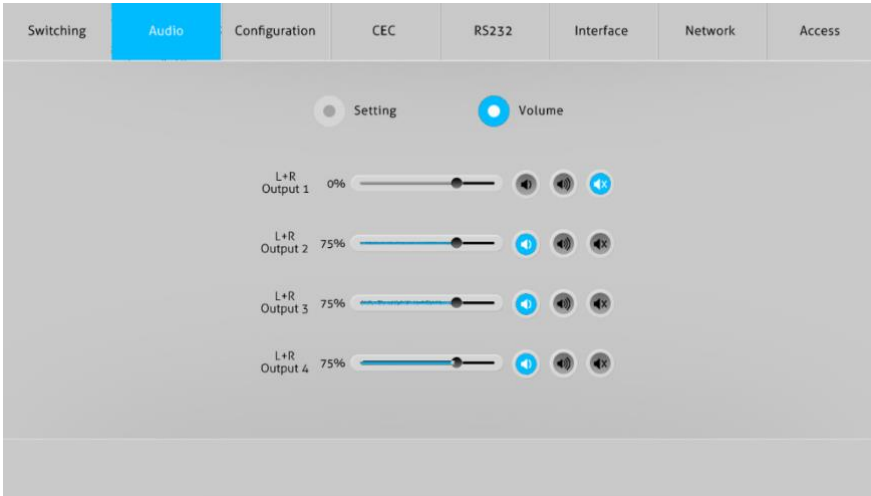 Switching Audio Configuration CEC RS232 Interface Network Access
Setting Volume
L+R
Output 1 0%
L+R
Output 2 75%
L+R
Output 3 75%
L+R
Output 4 75%